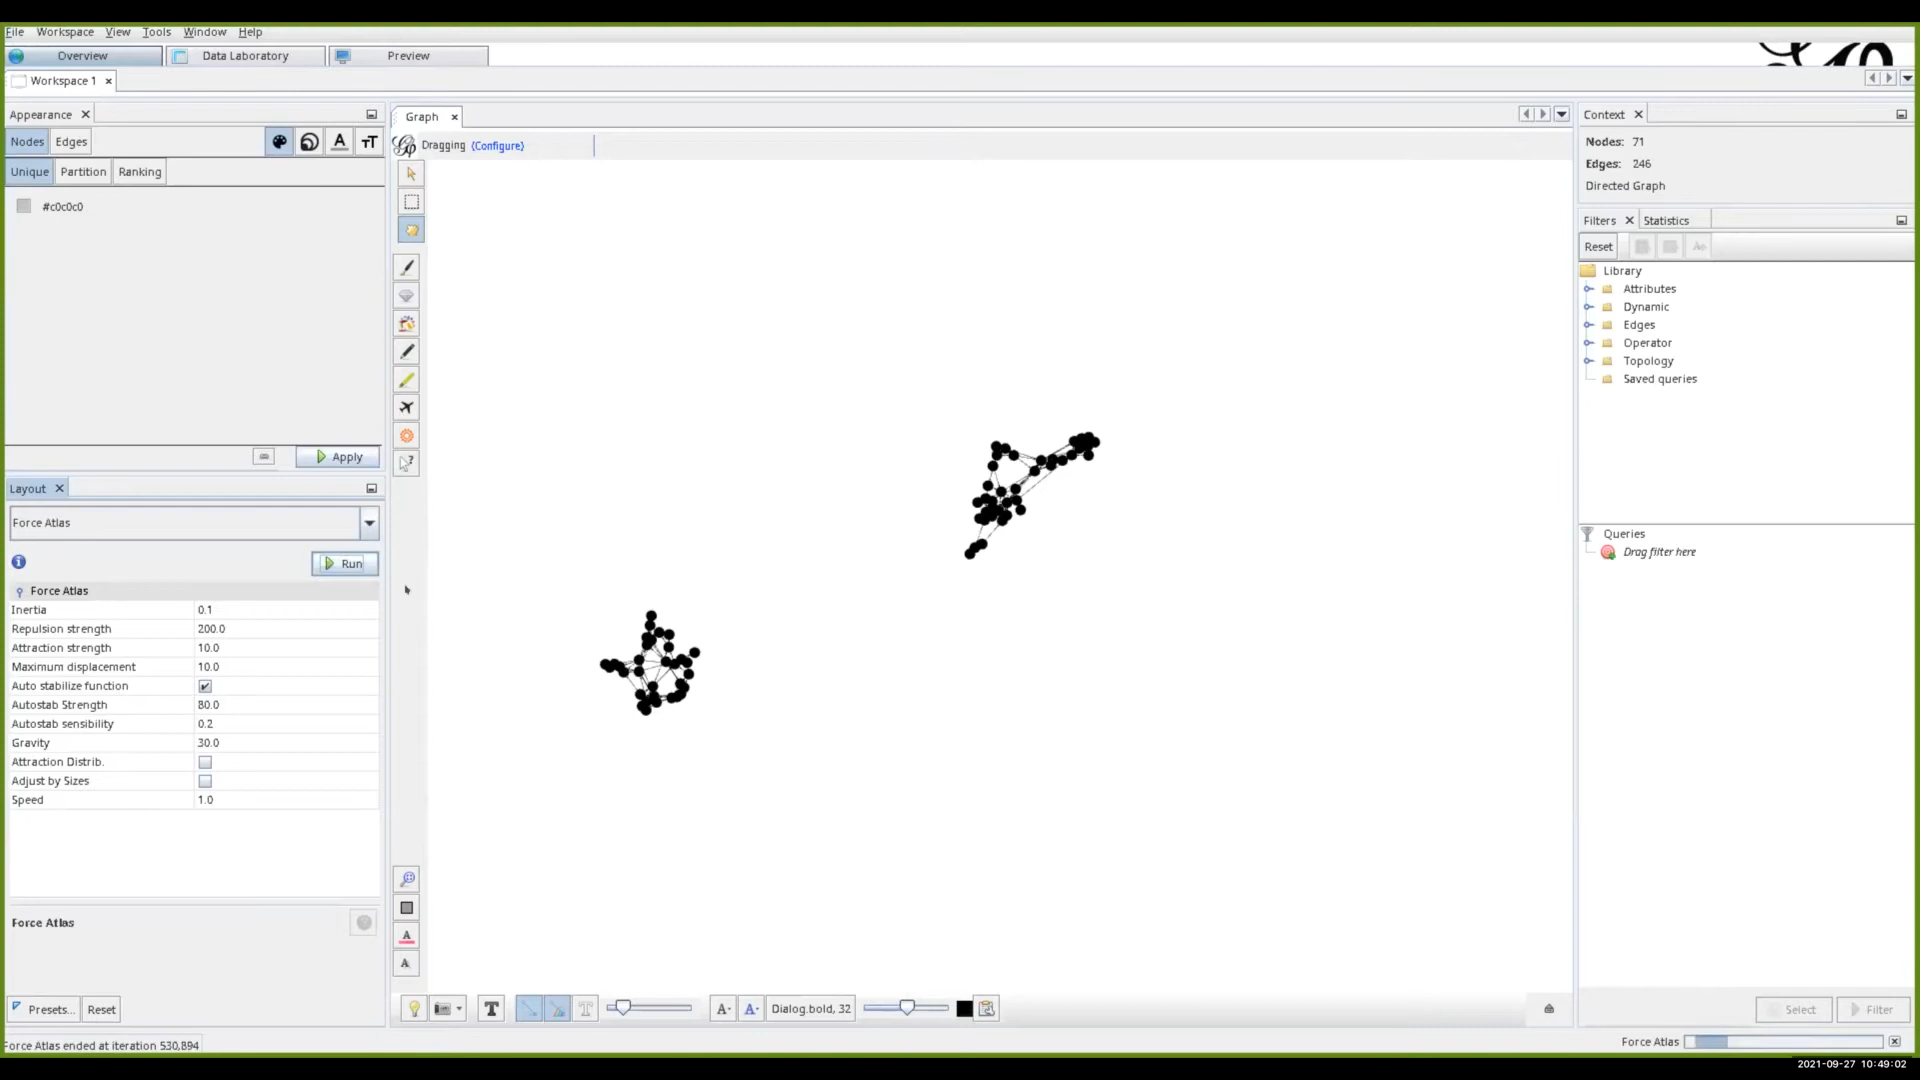 File Workspace View Tools Window Help
Overview Data Laboratory Preview
Workspace 1
Appearance
Nodes Edges
Unique Partition Ranking
#c0c0c0
Apply
Layout
Force Atlas
Run
Force Atlas
Inertia 0.1
Repulsion strength 200.0
Attraction strength 10.0
Maximum displacement 10.0
Auto stabilize function
Autostab Strength 80.0
Autostab sensibility 0.2
Gravity 30.0
Attraction Distrib.
Adjust by Sizes
Speed 1.0
Force Atlas
Presets... Reset
Force Atlas ended at iteration 530,894
Graph
Dragging (Configure)
Dialog.bold, 32
Context
Nodes: 71
Edges: 246
Directed Graph
Filters Statistics
Reset
Library
Attributes
Dynamic
Edges
Operator
Topology
Saved queries
Queries
Drag filter here
Select Filter
Force Atlas
2021-09-27 10:49:02